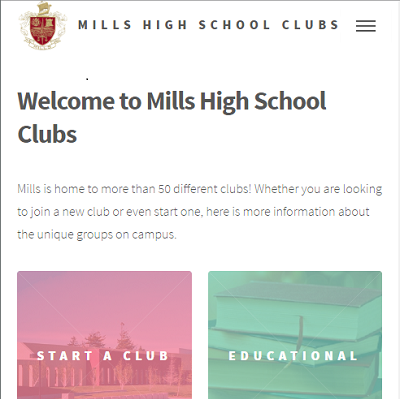 MILLS HIGH SCHOOL CLUBS
Welcome to Mills High School
Clubs
Mills is home to more than 50 different clubs! Whether you are looking
to join a new club or even start one, here is more information about
the unique groups on campus.
START A CLUB
EDUCATIONAL